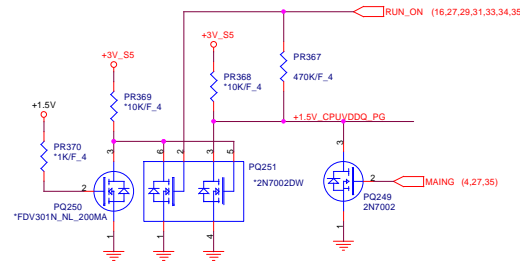 RUN_ON (16,27,29,31,33,34,35
+3V_S5
+3V_S5
PR367
470K/F_4
PR369
*10K/F_4
PR368
*10K/F_4
+1.5V
+1.5V_CPUVDDQ_PG
PR370
*1K/F_4
3
6
2
3
5
3
PQ251
*2N7002DW
2
2
MAING (4,27,35)
PQ250
*FDV301N_NL_200MA
PQ249
2N7002
1
1
4
1